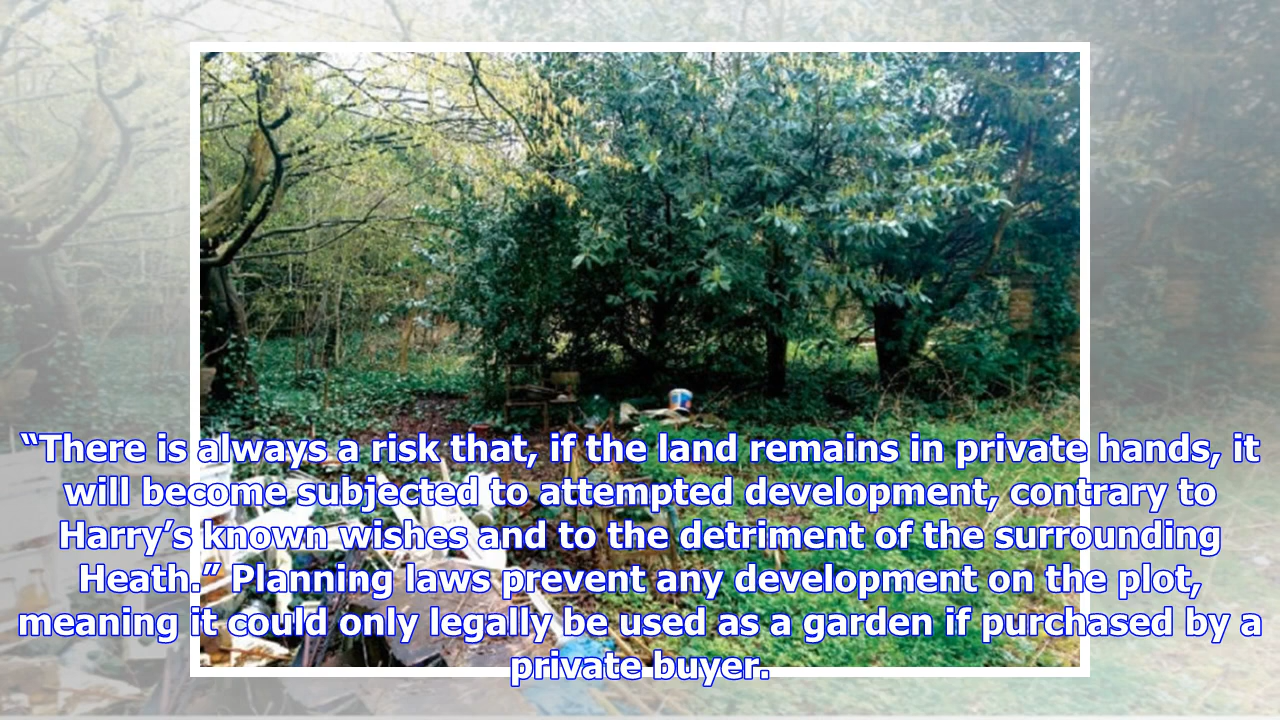 “There is always a risk that, if the land remains in private hands, it
will become subjected to attempted development, contrary to
Harry’s known wishes and to the detriment of the surrounding
Heath.” Planning laws prevent any development on the plot,
meaning it could only legally be used as a garden if purchased by a
private buyer.